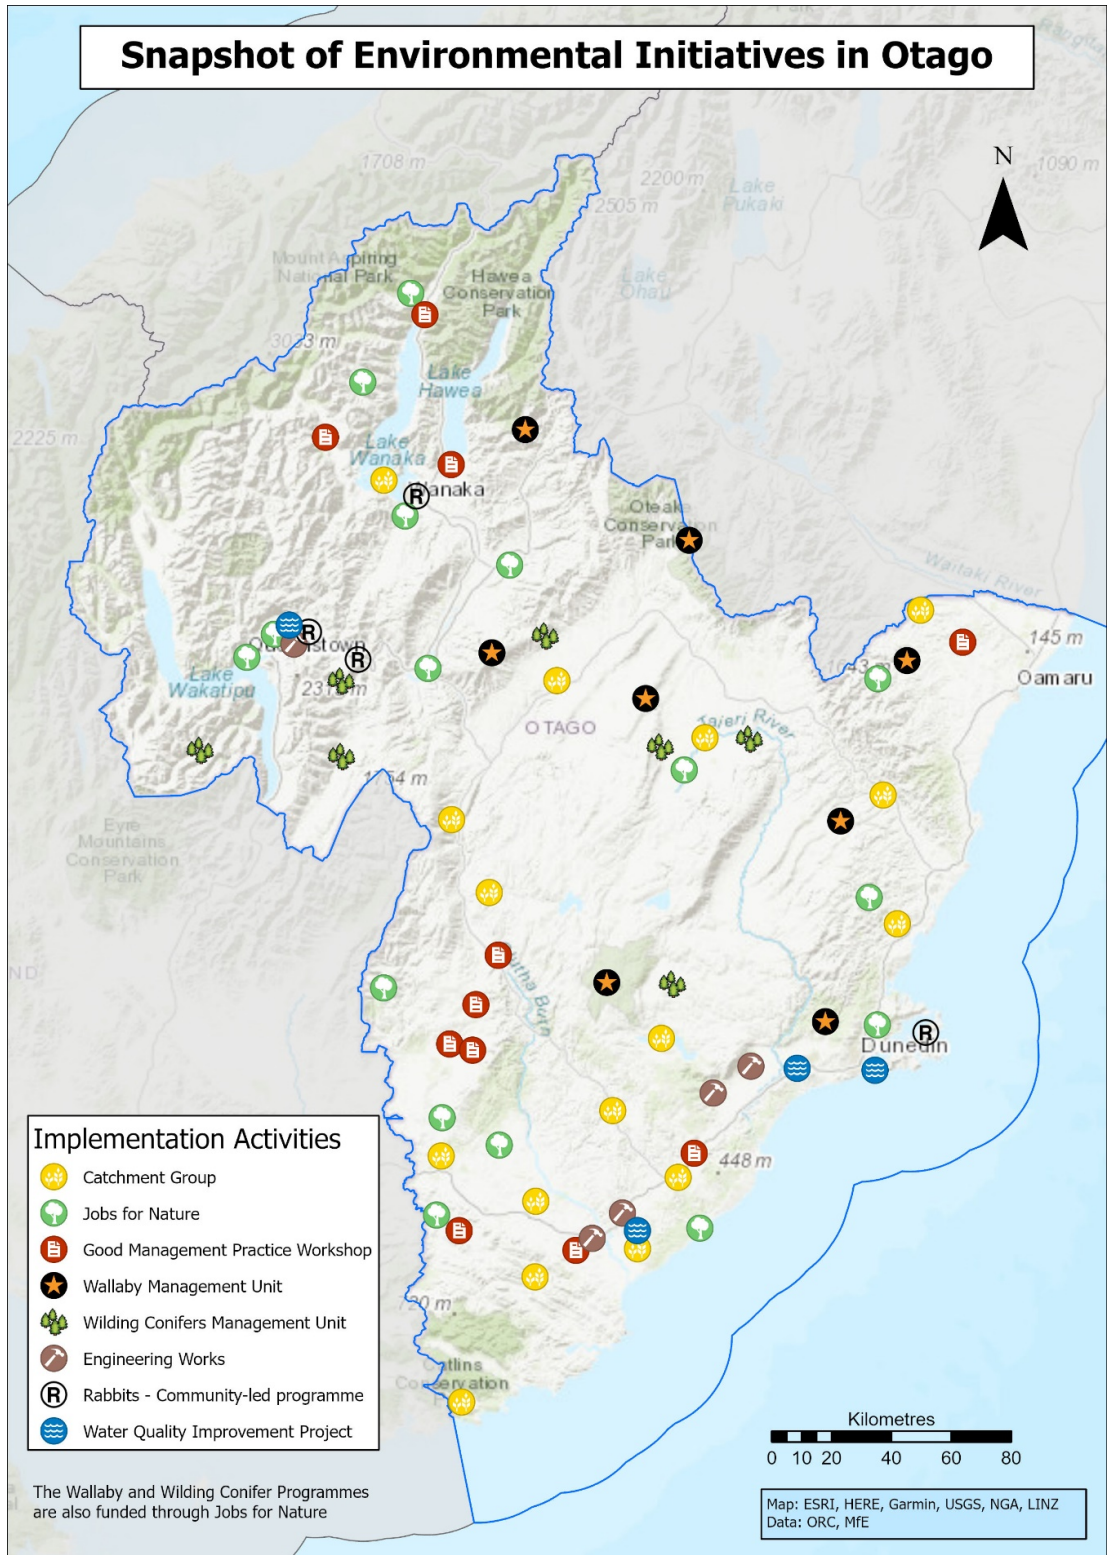 Snapshot of Environmental Initiatives in Otago
N
1708 m
1090 m
2200 m
Lake
Pukaki
2505 m
Mount Aspiring
National Park
Hawea
Conservation
Park
Lake
Ohau
3033 m
Lake
Hawea
2225 m
Lake
Wanaka
Wanaka
Oteake
Conservation
Park
Waitaki River
R
145 m
R
Queenstown
R
Lake
Wakatipu
Oamaru
OTAGO
Taieri River
Eyre
Mountains
Conservation
Park
ND
R
Dunedin
448 m
720 m
Catlins
Conservation
Implementation Activities
Catchment Group
Jobs for Nature
Good Management Practice Workshop
Wallaby Management Unit
Wilding Conifers Management Unit
Engineering Works
R Rabbits - Community-led programme
Water Quality Improvement Project
The Wallaby and Wilding Conifer Programmes
are also funded through Jobs for Nature
Kilometres
0 10 20 40 60 80
Map: ESRI, HERE, Garmin, USGS, NGA, LINZ
Data: ORC, MfE